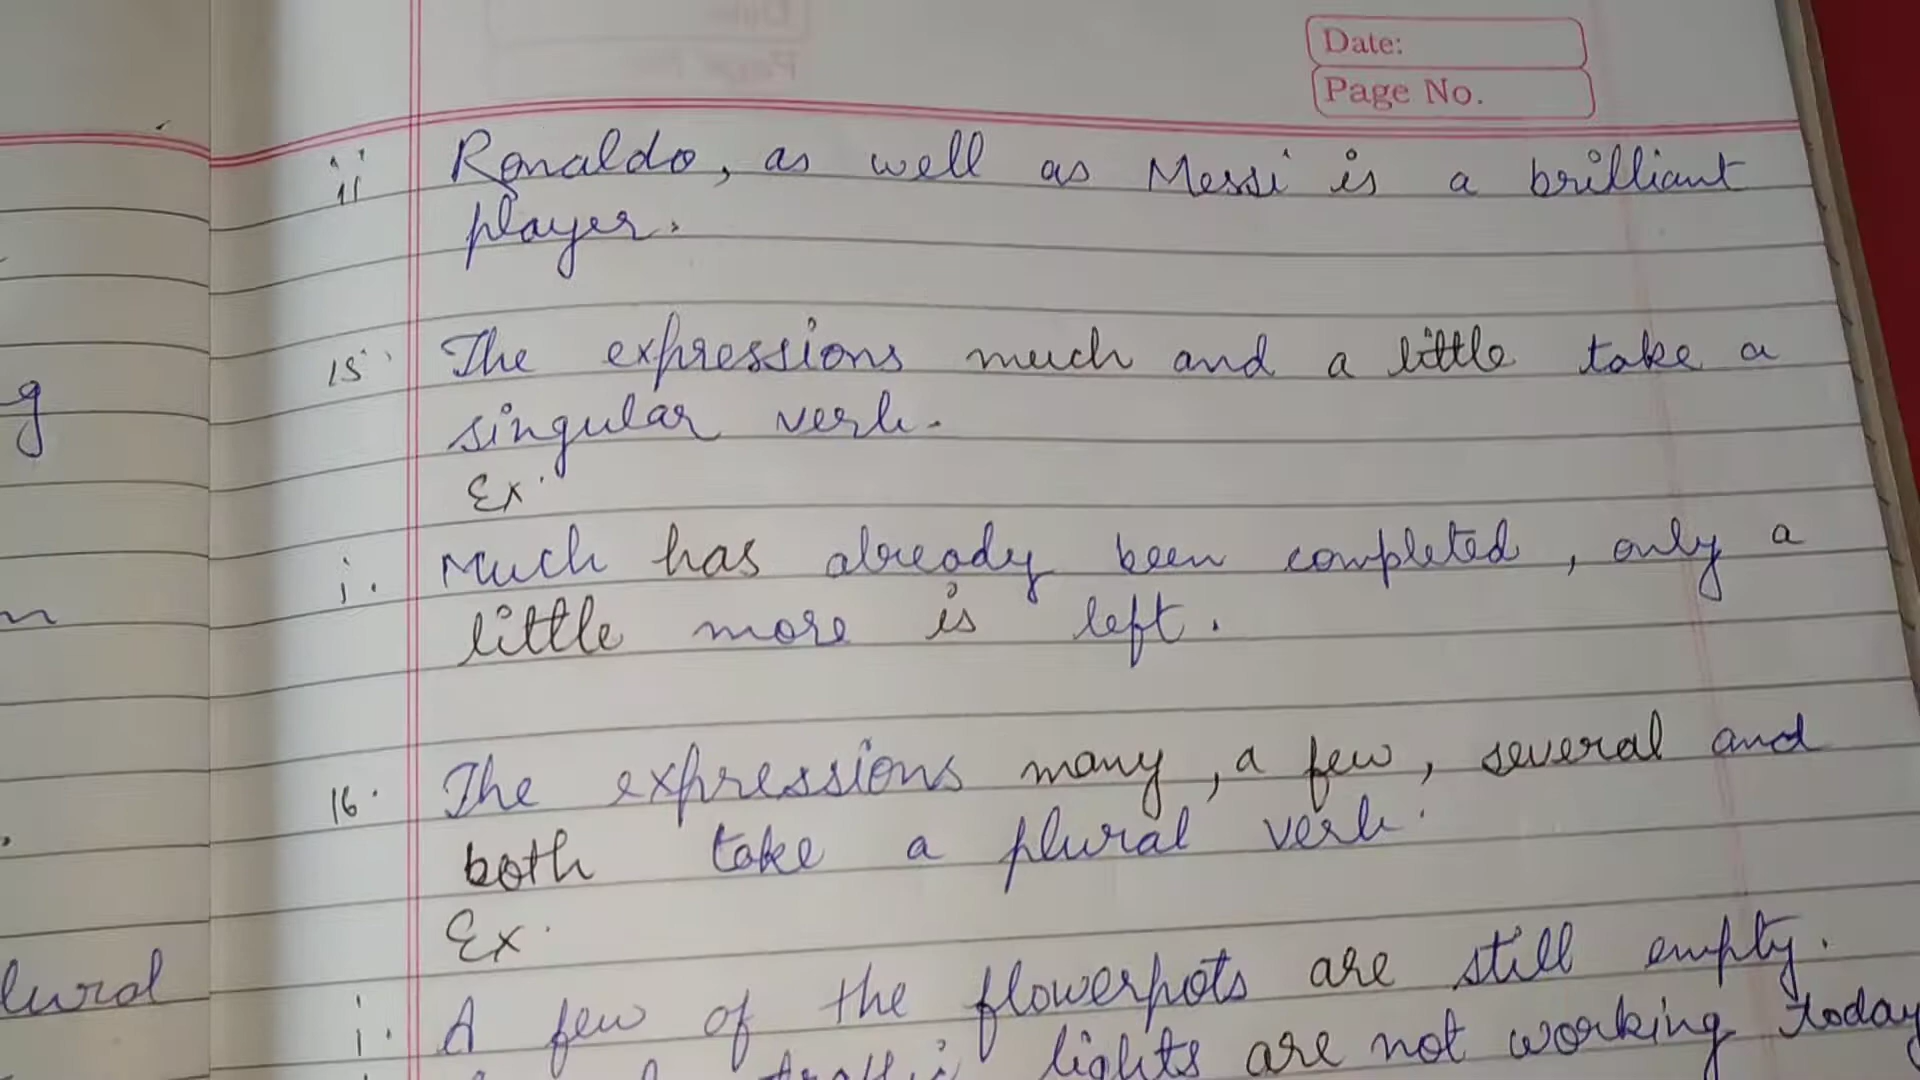 Date:
Page No.
ii Ronaldo, as well as Messi is a brilliant
player.
15. The expressions much and a little take a
singular verb.
Ex.
i. Much has already been completed, only a
little more is left.
16. The expressions many, a few, several and
both take a plural verb.
Ex.
i. A few of the flowerpots are still empty.
lights are not working today
g
n
lural